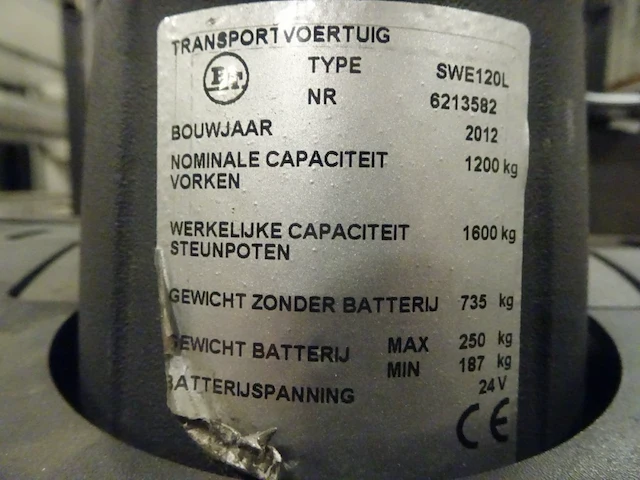 TRANSPORTVOERTUIG
BT TYPE SWE120L
NR 6213582
BOUWJAAR 2012
NOMINALE CAPACITEIT 1200 kg
VORKEN
WERKELIJKE CAPACITEIT 1600 kg
STEUNPOTEN
GEWICHT ZONDER BATTERIJ 735 kg
GEWICHT BATTERIJ MAX 250 kg
MIN 187 kg
BATTERIJSPANNING 24 V
CE